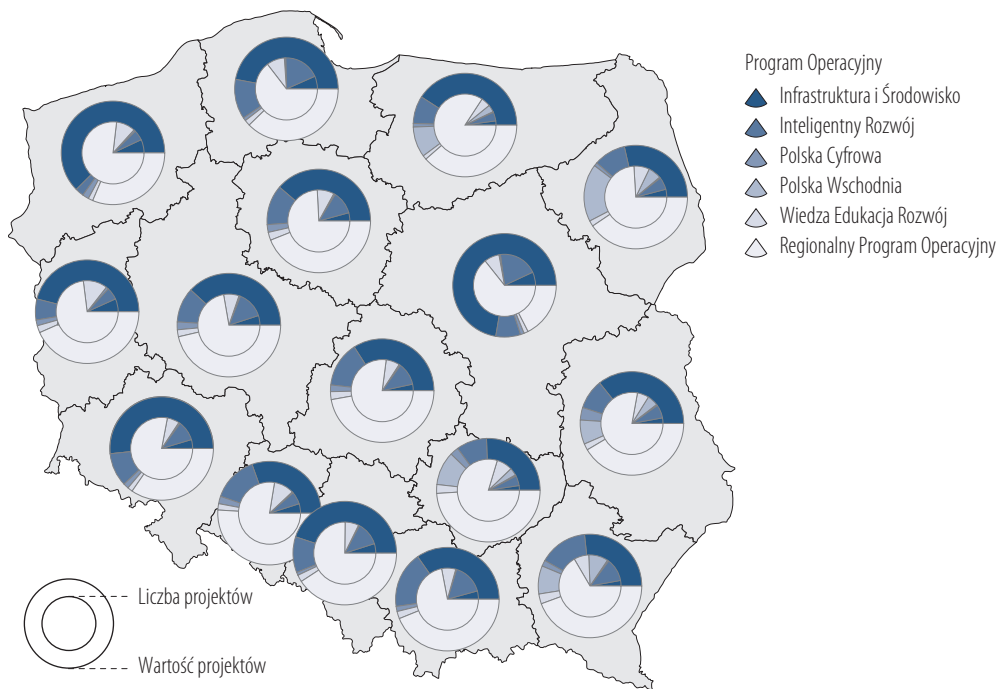 Program Operacyjny
Infrastruktura i Środowisko
Inteligentny Rozwój
Polska Cyfrowa
Polska Wschodnia
Wiedza Edukacja Rozwój
Regionalny Program Operacyjny
Liczba projektów
Wartość projektów